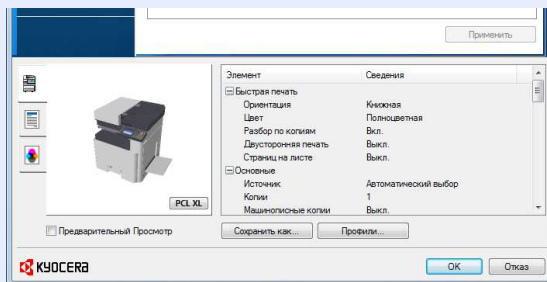 Применить
Элемент Сведения
Быстрая печать
Ориентация Книжная
Цвет Полноцветная
Разбор по копиям Вкл.
Двусторонняя печать Выкл.
Страниц на листе Выкл.
Основные
Источник Автоматический выбор
Копии 1
Машинописные копии Выкл.
PCL XL
Предварительный Просмотр Сохранить как... Профили...
KYOCERA OK Отказ